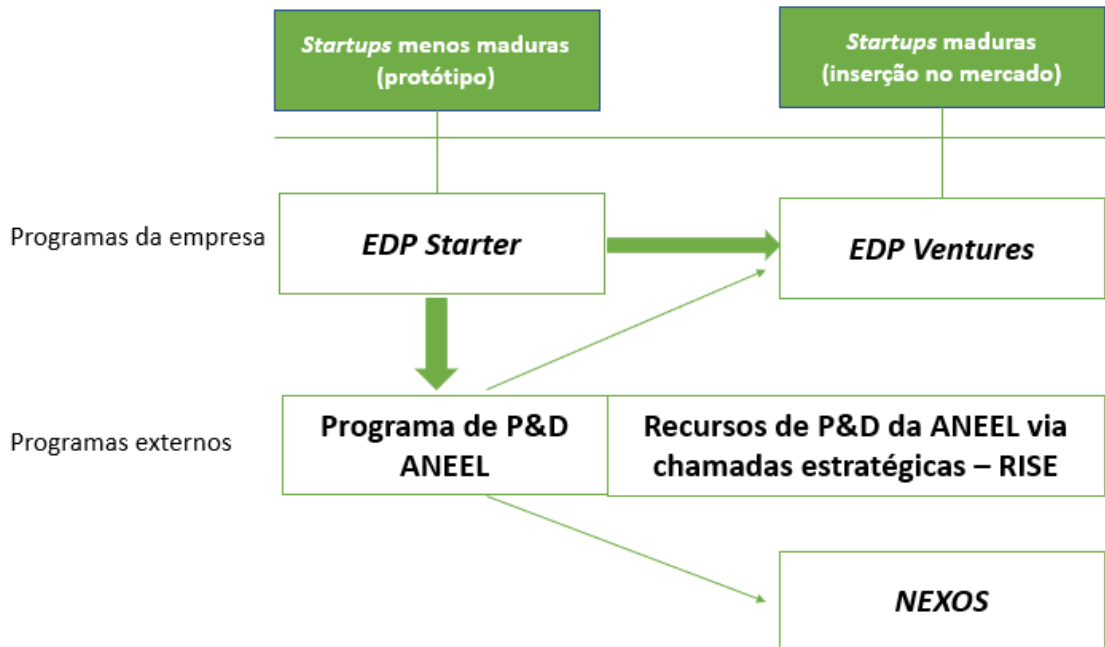 Startups menos maduras
(protótipo)
Startups maduras
(inserção no mercado)
Programas da empresa
EDP Starter
EDP Ventures
Programas externos
Programa de P&D
ANEEL
Recursos de P&D da ANEEL via
chamadas estratégicas – RISE
NEXOS